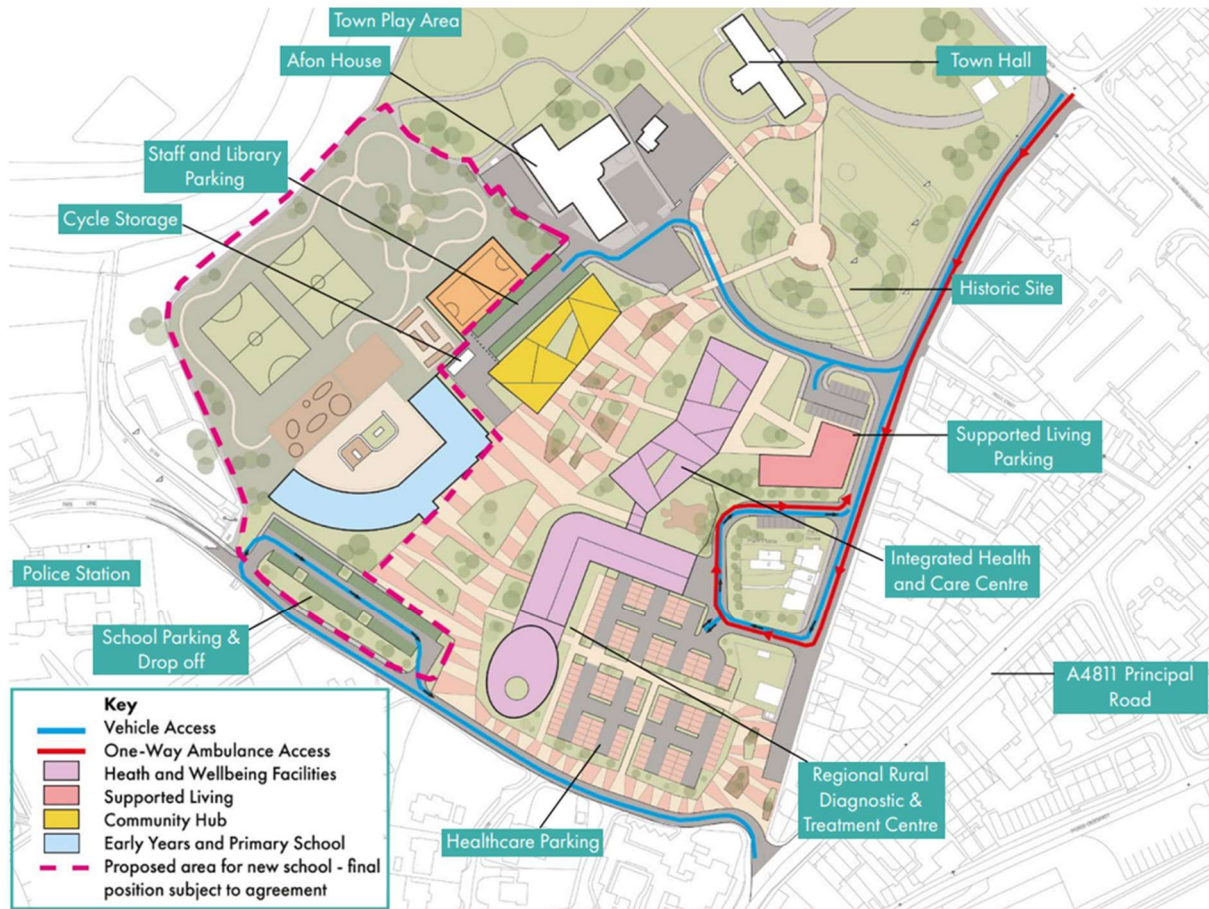 Town Play Area
Afon House
Town Hall
Staff and Library
Parking
Cycle Storage
Historic Site
Supported Living
Parking
Integrated Health
and Care Centre
Police Station
School Parking &
Drop off
A4811 Principal
Road
Regional Rural
Diagnostic &
Treatment Centre
Healthcare Parking
Key
Vehicle Access
One-Way Ambulance Access
Heath and Wellbeing Facilities
Supported Living
Community Hub
Early Years and Primary School
Proposed area for new school - final
position subject to agreement